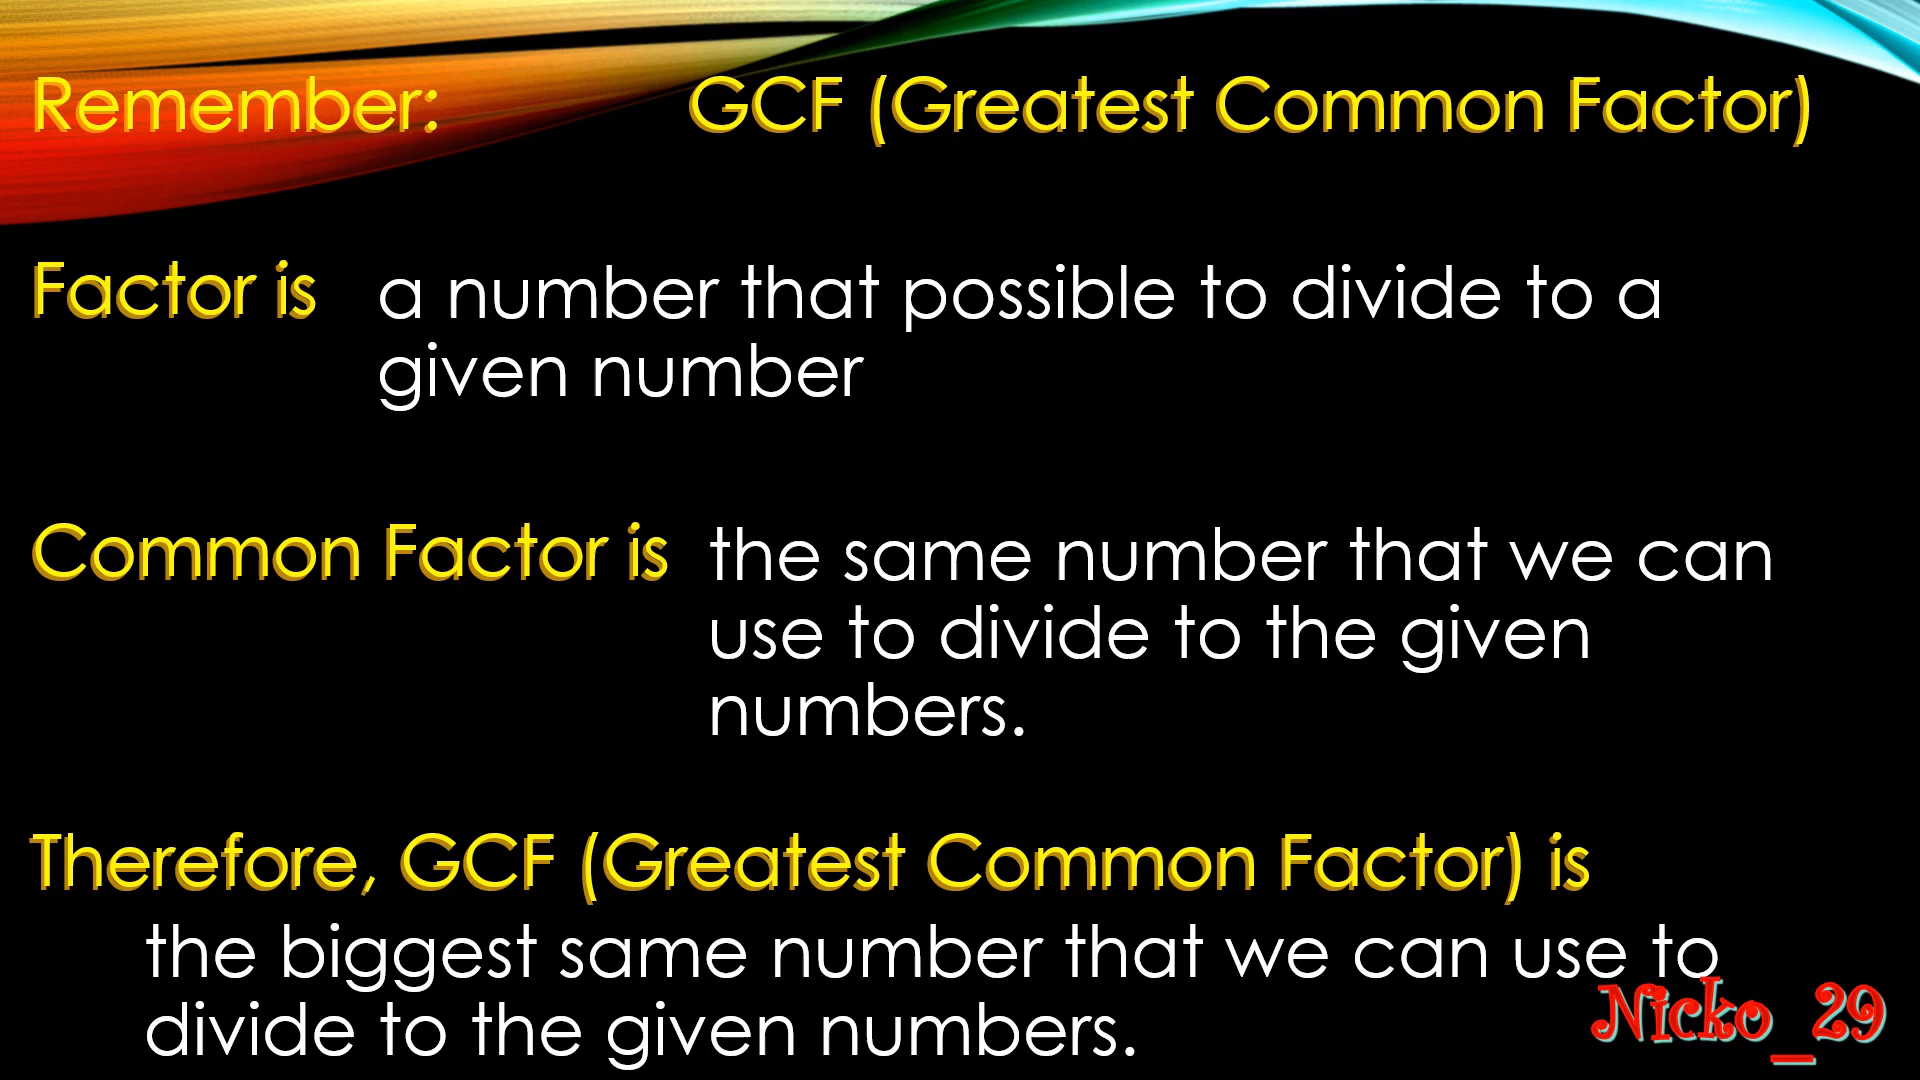 Remember: GCF (Greatest Common Factor)
Factor is a number that possible to divide to a
given number
Common Factor is the same number that we can
use to divide to the given
numbers.
Therefore, GCF (Greatest Common Factor) is
the biggest same number that we can use to
divide to the given numbers.
Nicko_29